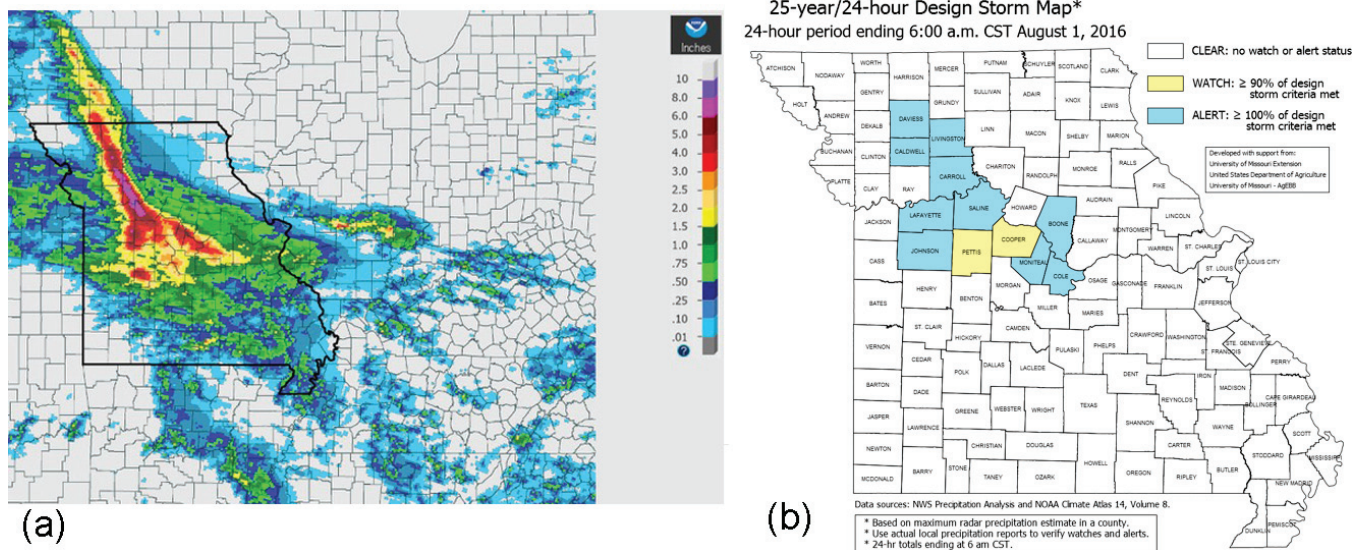 Inches
10
8.0
6.0
5.0
4.0
3.0
2.5
2.0
1.5
1.0
.75
.50
.25
.10
.01
?
(a)
25-year/24-hour Design Storm Map*
24-hour period ending 6:00 a.m. CST August 1, 2016
CLEAR: no watch or alert status
WATCH: ≥ 90% of design
storm criteria met
ALERT: ≥ 100% of design
storm criteria met
Developed with support from:
University of Missouri Extension
United States Department of Agriculture
University of Missouri - AgEBB
ATCHISON
NODAWAY
WORTH
GENTRY
HARRISON
MERCER
PUTNAM
SCHUYLER
SCOTLAND
CLARK
HOLT
ANDREW
DEKALB
DAVIESS
GRUNDY
SULLIVAN
ADAIR
KNOX
LEWIS
BUCHANAN
CLINTON
CALDWELL
LIVINGSTON
LINN
MACON
SHELBY
MARION
PLATTE
CLAY
RAY
CARROLL
CHARITON
RANDOLPH
MONROE
RALLS
PIKE
JACKSON
LAFAYETTE
SALINE
HOWARD
BOONE
AUDRAIN
CALLAWAY
MONTGOMERY
LINCOLN
WARREN
ST. CHARLES
ST. LOUIS
ST. LOUIS CITY
CASS
JOHNSON
PETTIS
COOPER
MONITEAU
COLE
OSAGE
GASCONADE
FRANKLIN
JEFFERSON
BATES
HENRY
BENTON
MORGAN
MILLER
MARIES
VERNON
ST. CLAIR
HICKORY
CAMDEN
PULASKI
PHELPS
CRAWFORD
WASHINGTON
STE. GENEVIEVE
ST. FRANCOIS
PERRY
BARTON
CEDAR
POLK
DALLAS
LACLEDE
DENT
IRON
MADISON
CAPE GIRARDEAU
BOLLINGER
JASPER
DADE
GREENE
WEBSTER
WRIGHT
TEXAS
SHANNON
REYNOLDS
WAYNE
SCOTT
NEWTON
LAWRENCE
CHRISTIAN
DOUGLAS
CARTER
BUTLER
STODDARD
MISSISSIPPI
MCDONALD
BARRY
STONE
TANEY
OZARK
HOWELL
OREGON
RIPLEY
NEW MADRID
DUNKLIN
PEMISCOT
Data sources: NWS Precipitation Analysis and NOAA Climate Atlas 14, Volume 8.
* Based on maximum radar precipitation estimate in a county.
* Use actual local precipitation reports to verify watches and alerts.
* 24-hr totals ending at 6 am CST.
(b)